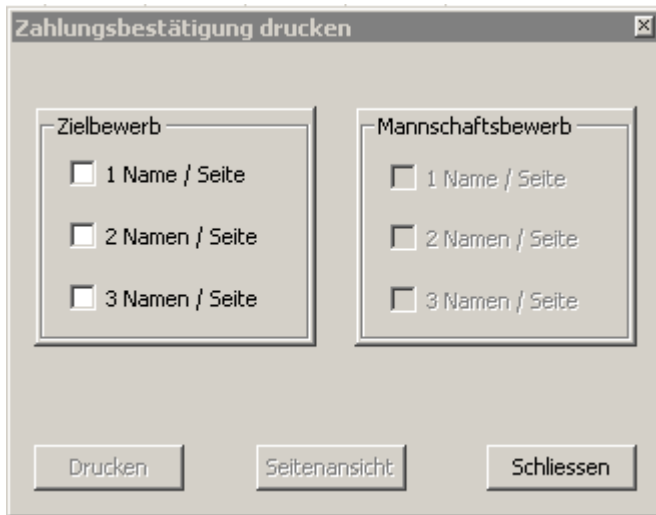 Zahlungsbestätigung drucken
Zielbewerb
1 Name / Seite
2 Namen / Seite
3 Namen / Seite
Mannschaftsbewerb
1 Name / Seite
2 Namen / Seite
3 Namen / Seite
Drucken
Seitenansicht
Schliessen